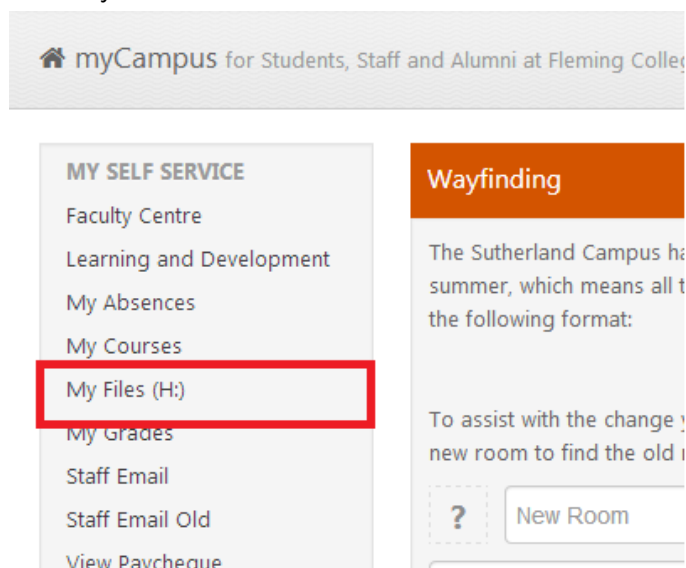 myCampus for Students, Staff and Alumni at Fleming
MY SELF SERVICE
Faculty Centre
Learning and Development
My Absences
My Courses
My Files (H:)
My Grades
Staff Email
Staff Email Old
View Paycheque
Wayfinding
The Sutherland Campus
summer, which means all
the following format:
To assist with the change
new room to find the old
?
New Room